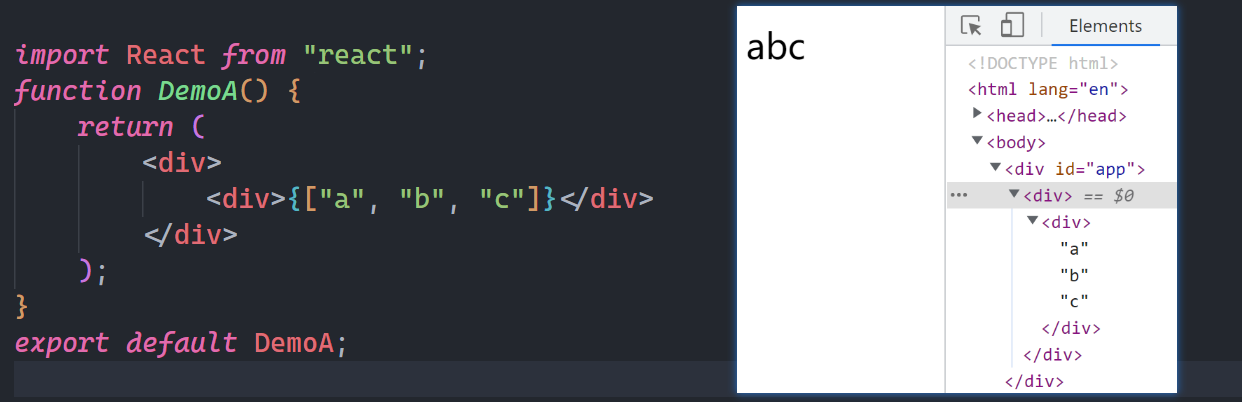 import React from "react";
function DemoA() {
return (
<div>
<div>{["a", "b", "c"]}</div>
</div>
);
}
export default DemoA;
abc
Elements
<!DOCTYPE html>
<html lang="en">
<head>…</head>
<body>
<div id="app">
<div> == $0
<div>
"a"
"b"
"c"
</div>
</div>
</div>